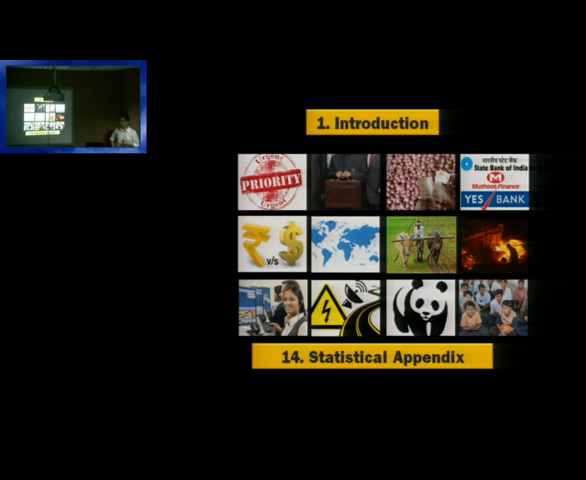 1. Introduction
Urgent
PRIORITY
Urgent
भारतीय स्टेट बैंक
State Bank of India
Muthoot Finance
YES BANK
v/s
14. Statistical Appendix